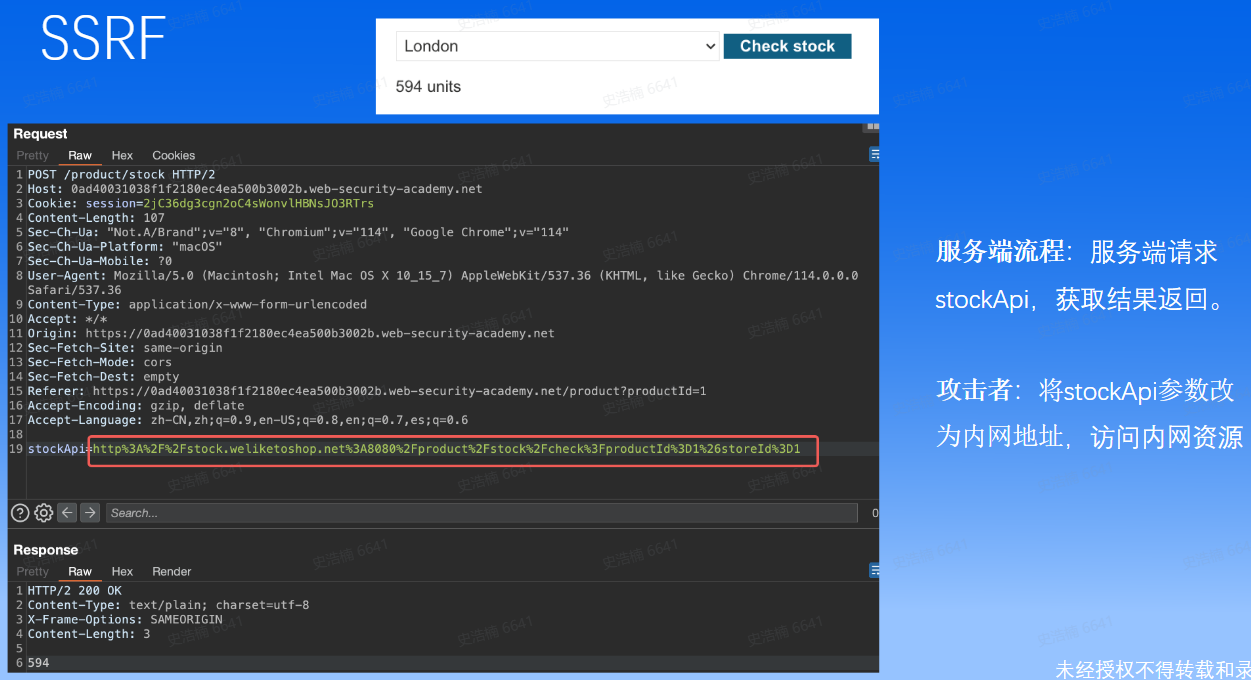 SSRF
London
Check stock
594 units
Request
Pretty Raw Hex Cookies
1 POST /product/stock HTTP/2
2 Host: 0ad40031038f1f2180ec4ea500b3002b.web-security-academy.net
3 Cookie: session=2jC36dg3cgn2oC4sWonvlHBNsJO3RTrs
4 Content-Length: 107
5 Sec-Ch-Ua: "Not.A/Brand";v="8", "Chromium";v="114", "Google Chrome";v="114"
6 Sec-Ch-Ua-Platform: "macOS"
7 Sec-Ch-Ua-Mobile: ?0
8 User-Agent: Mozilla/5.0 (Macintosh; Intel Mac OS X 10_15_7) AppleWebKit/537.36 (KHTML, like Gecko) Chrome/114.0.0.0
Safari/537.36
9 Content-Type: application/x-www-form-urlencoded
10 Accept: */*
11 Origin: https://0ad40031038f1f2180ec4ea500b3002b.web-security-academy.net
12 Sec-Fetch-Site: same-origin
13 Sec-Fetch-Mode: cors
14 Sec-Fetch-Dest: empty
15 Referer: https://0ad40031038f1f2180ec4ea500b3002b.web-security-academy.net/product?productId=1
16 Accept-Encoding: gzip, deflate
17 Accept-Language: zh-CN,zh;q=0.9,en-US;q=0.8,en;q=0.7,es;q=0.6
18
19 stockApi=http%3A%2F%2Fstock.weliketoshop.net%3A8080%2Fproduct%2Fstock%2Fcheck%3FproductId%3D1%26storeId%3D1
Search...
0
Response
Pretty Raw Hex Render
1 HTTP/2 200 OK
2 Content-Type: text/plain; charset=utf-8
3 X-Frame-Options: SAMEORIGIN
4 Content-Length: 3
5
6 594
服务端流程：服务端请求
stockApi，获取结果返回。
攻击者：将stockApi参数改
为内网地址，访问内网资源
未经授权不得转载和录
史浩楠 6641